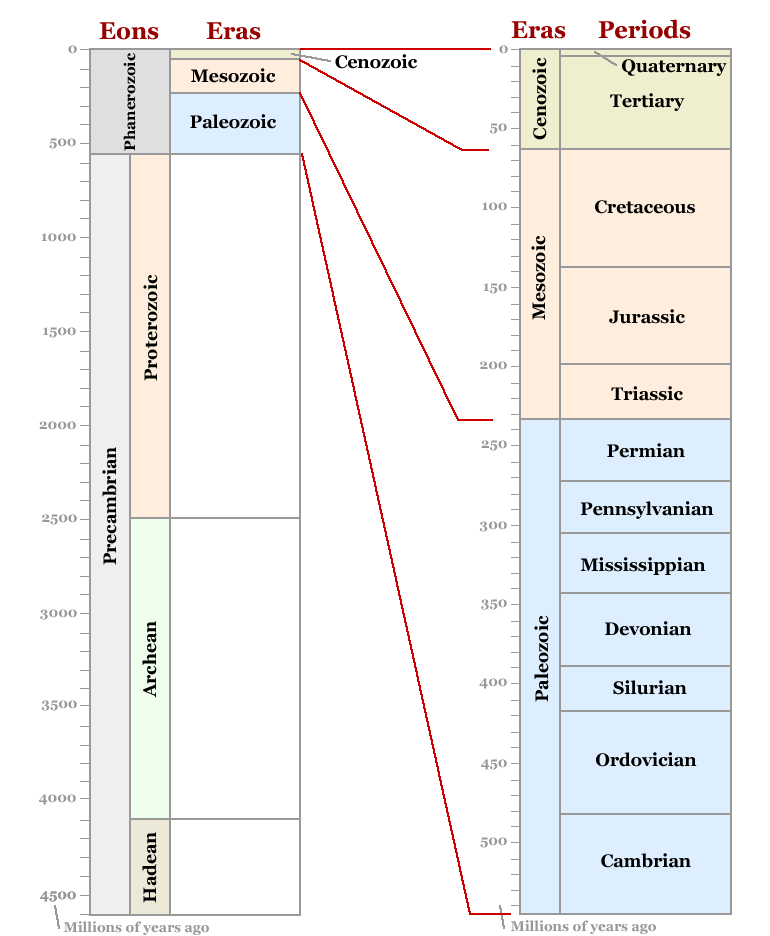 Eons
Eras
0
500
1000
1500
2000
2500
3000
3500
4000
4500
Millions of years ago
Phanerozoic
Precambrian
Proterozoic
Archean
Hadean
Cenozoic
Mesozoic
Paleozoic
Eras
Periods
0
50
100
150
200
250
300
350
400
450
500
Millions of years ago
Cenozoic
Mesozoic
Paleozoic
Quaternary
Tertiary
Cretaceous
Jurassic
Triassic
Permian
Pennsylvanian
Mississippian
Devonian
Silurian
Ordovician
Cambrian